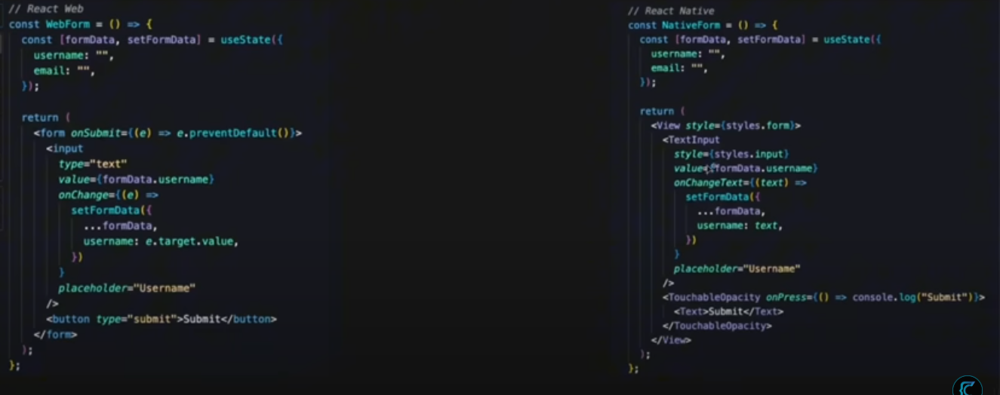 // React Web
const WebForm = () => {
  const [formData, setFormData] = useState({
    username: "",
    email: "",
  });

  return (
    <form onSubmit={(e) => e.preventDefault()}>
      <input
        type="text"
        value={formData.username}
        onChange={(e) =>
          setFormData({
            ...formData,
            username: e.target.value,
          })
        }
        placeholder="Username"
      />
      <button type="submit">Submit</button>
    </form>
  );
};

// React Native
const NativeForm = () => {
  const [formData, setFormData] = useState({
    username: "",
    email: "",
  });

  return (
    <View style={styles.form}>
      <TextInput
        style={styles.input}
        value={formData.username}
        onChangeText={(text) =>
          setFormData({
            ...formData,
            username: text,
          })
        }
        placeholder="Username"
      />
      <TouchableOpacity onPress={() => console.log("Submit")}>
        <Text>Submit</Text>
      </TouchableOpacity>
    </View>
  );
};